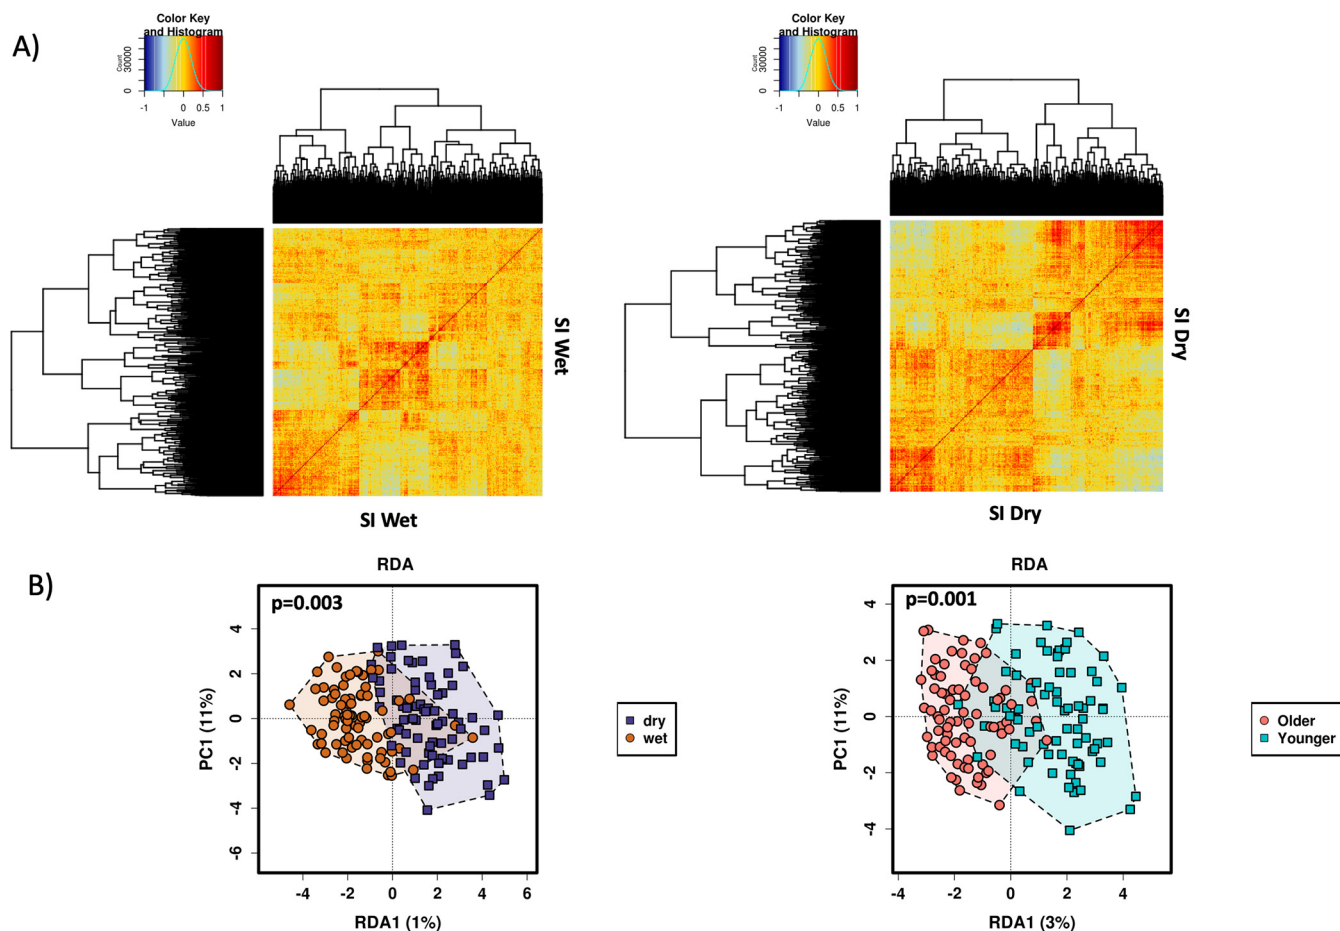 A)
Color Key
and Histogram
Count
0 30000
-1 0 0.5 1
Value
SI Wet
SI Wet
Color Key
and Histogram
Count
0 30000
-1 0 0.5 1
Value
SI Dry
SI Dry
B)
RDA
p=0.003
PC1 (11%)
4
2
0
-2
-4
-6
-4 -2 0 2 4 6
RDA1 (1%)
dry
wet
RDA
p=0.001
PC1 (11%)
4
2
0
-2
-4
-4 -2 0 2 4
RDA1 (3%)
Older
Younger